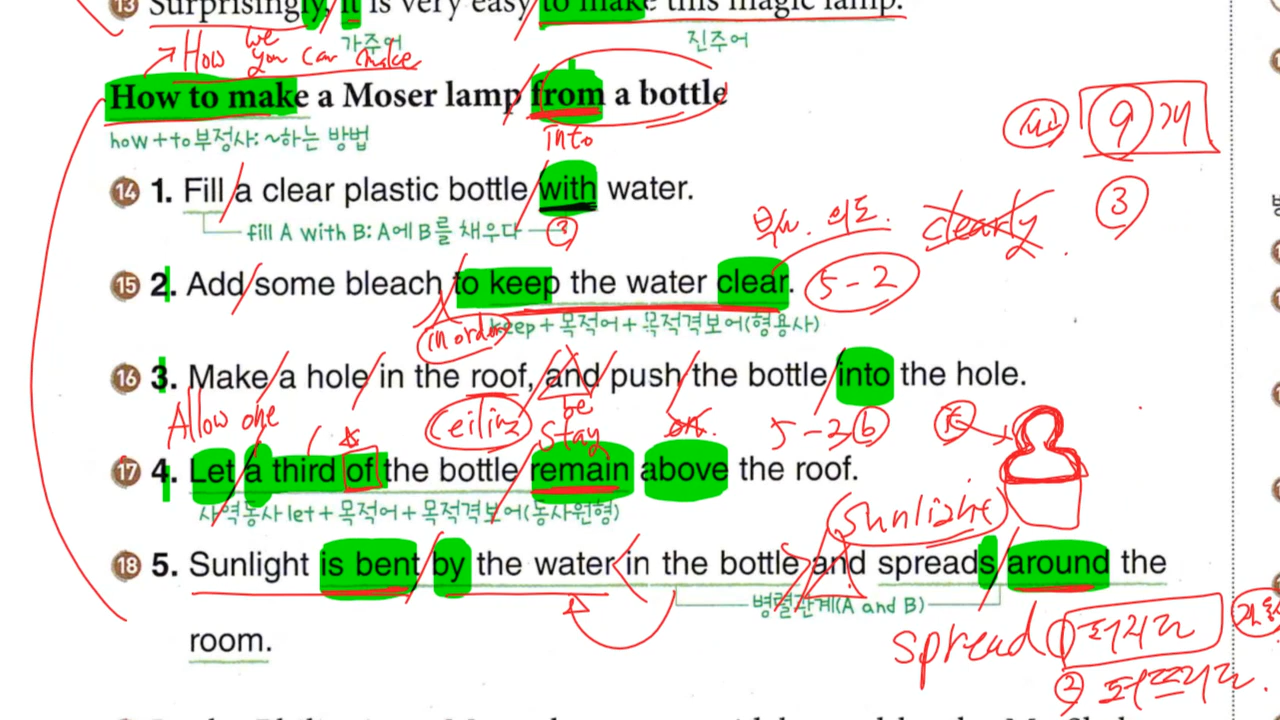 ⑬ Surprisingly, it is very easy to make this magic lamp.
가주어 진주어
How we you can make
How to make a Moser lamp from a bottle
how+to부정사: ~하는 방법
into
9개
⑭ 1. Fill a clear plastic bottle with water.
fill A with B: A에 B를 채우다
③
의도.
clearly
⑮ 2. Add some bleach to keep the water clear. 5-2
in order keep+목적어+목적격보어(형용사)
⑯ 3. Make a hole in the roof, and push the bottle into the hole.
Allow one
be
stay
on
5-3ⓑ
⑰ 4. Let a third of the bottle remain above the roof.
사역동사 let+목적어+목적격보어(동사원형)
⑱ 5. Sunlight is bent by the water in the bottle and spreads around the
병렬관계(A and B)
spread ① 퍼지다
② 퍼뜨리다.
room.